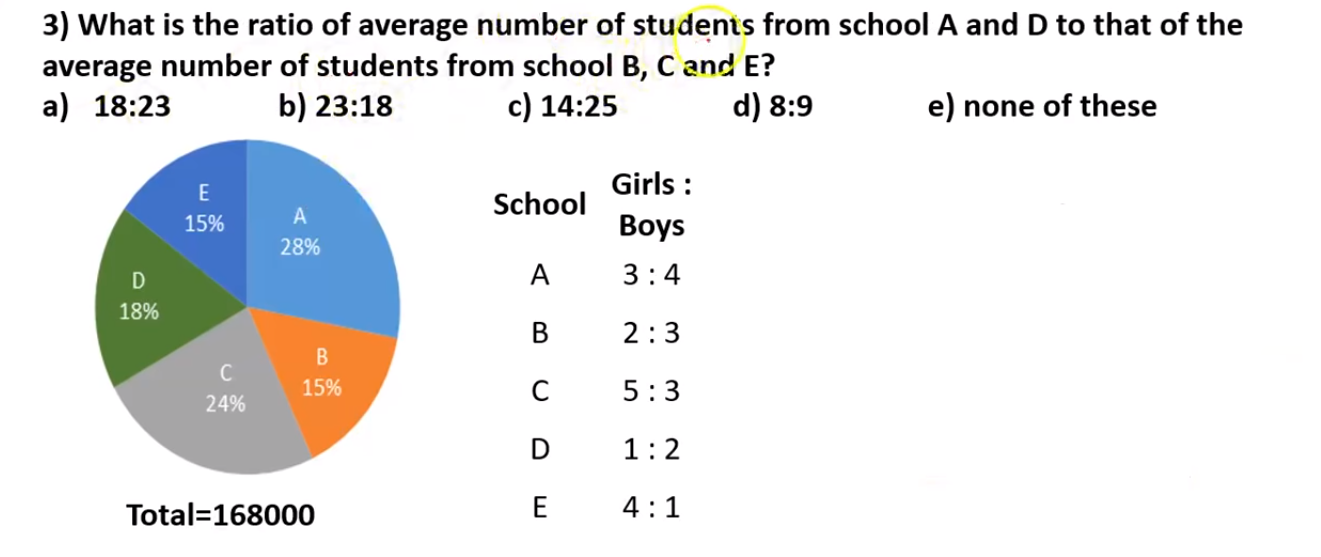 3) What is the ratio of average number of students from school A and D to that of the
average number of students from school B, C and E?
a) 18:23 b) 23:18 c) 14:25 d) 8:9 e) none of these
E
15%
A
28%
D
18%
B
15%
C
24%
Total=168000
School Girls :
Boys
A 3 : 4
B 2 : 3
C 5 : 3
D 1 : 2
E 4 : 1